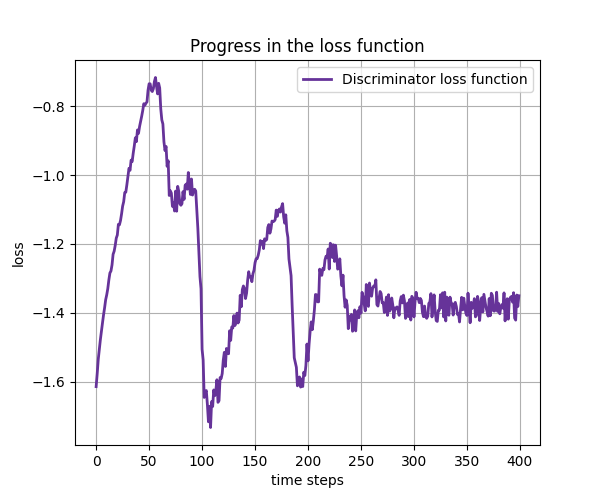 Progress in the loss function
Discriminator loss function
loss
−0.8
−1.0
−1.2
−1.4
−1.6
0 50 100 150 200 250 300 350 400
time steps